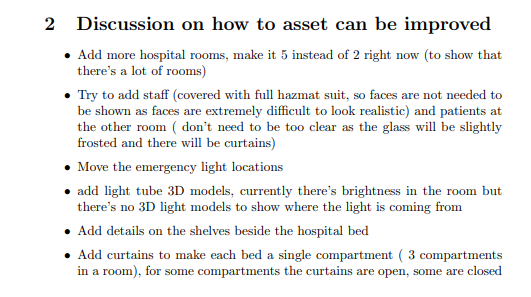 2 Discussion on how to asset can be improved
• Add more hospital rooms, make it 5 instead of 2 right now (to show that
there's a lot of rooms)
• Try to add staff (covered with full hazmat suit, so faces are not needed to
be shown as faces are extremely difficult to look realistic) and patients at
the other room ( don't need to be too clear as the glass will be slightly
frosted and there will be curtains)
• Move the emergency light locations
• add light tube 3D models, currently there's brightness in the room but
there's no 3D light models to show where the light is coming from
• Add details on the shelves beside the hospital bed
• Add curtains to make each bed a single compartment ( 3 compartments
in a room), for some compartments the curtains are open, some are closed